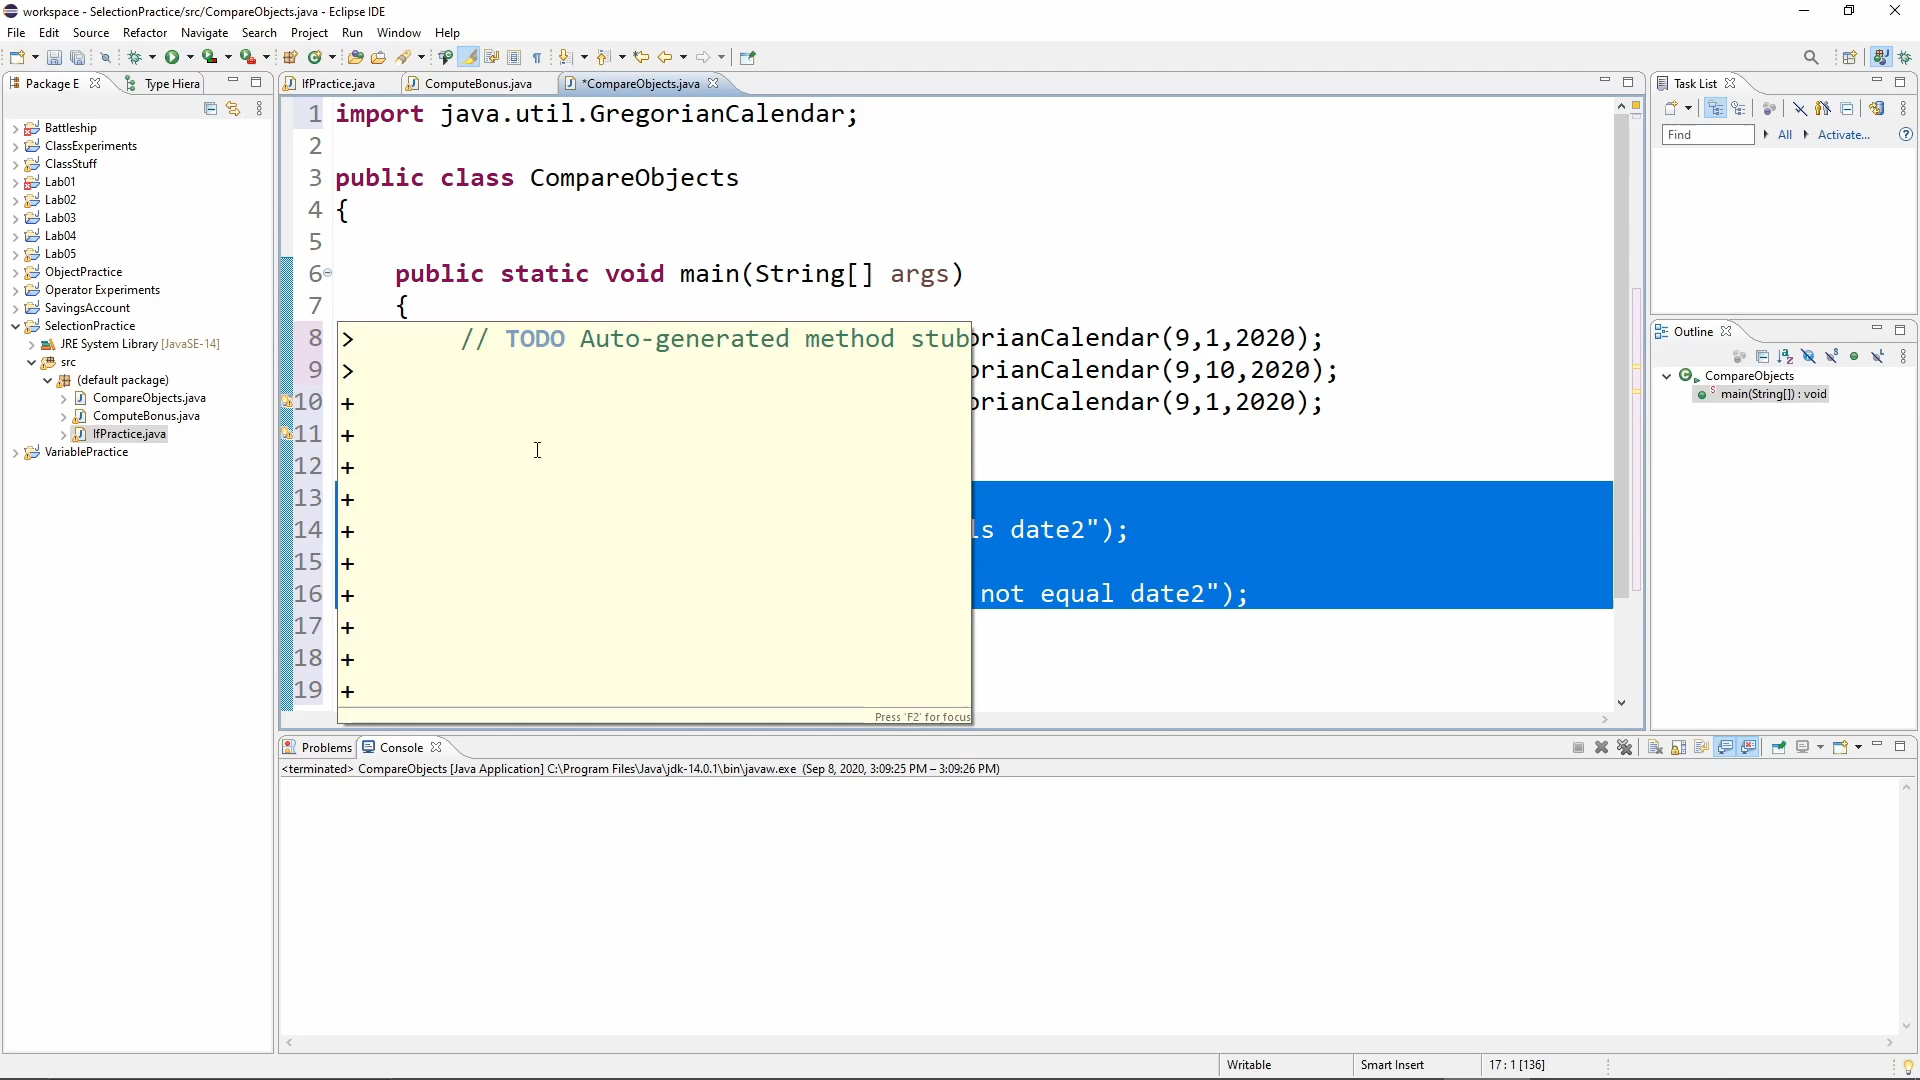 workspace - SelectionPractice/src/CompareObjects.java - Eclipse IDE
File Edit Source Refactor Navigate Search Project Run Window Help
Package E Type Hiera
IfPractice.java ComputeBonus.java *CompareObjects.java
Task List
Battleship
ClassExperiments
ClassStuff
Lab01
Lab02
Lab03
Lab04
Lab05
ObjectPractice
Operator Experiments
SavingsAccount
SelectionPractice
JRE System Library [JavaSE-14]
src
(default package)
CompareObjects.java
ComputeBonus.java
IfPractice.java
VariablePractice
1 import java.util.GregorianCalendar;
2
3 public class CompareObjects
4 {
5
6 public static void main(String[] args)
7 {
8 > // TODO Auto-generated method stub orianCalendar(9,1,2020);
9 > orianCalendar(9,10,2020);
10 + orianCalendar(9,1,2020);
11 +
12 +
13 +
14 + ls date2");
15 +
16 + not equal date2");
17 +
18 +
19 +
Press 'F2' for focus
Find All Activate...
Outline
CompareObjects
main(String[]) : void
Problems Console
<terminated> CompareObjects [Java Application] C:\Program Files\Java\jdk-14.0.1\bin\javaw.exe (Sep 8, 2020, 3:09:25 PM – 3:09:26 PM)
Writable Smart Insert 17 : 1 [136]